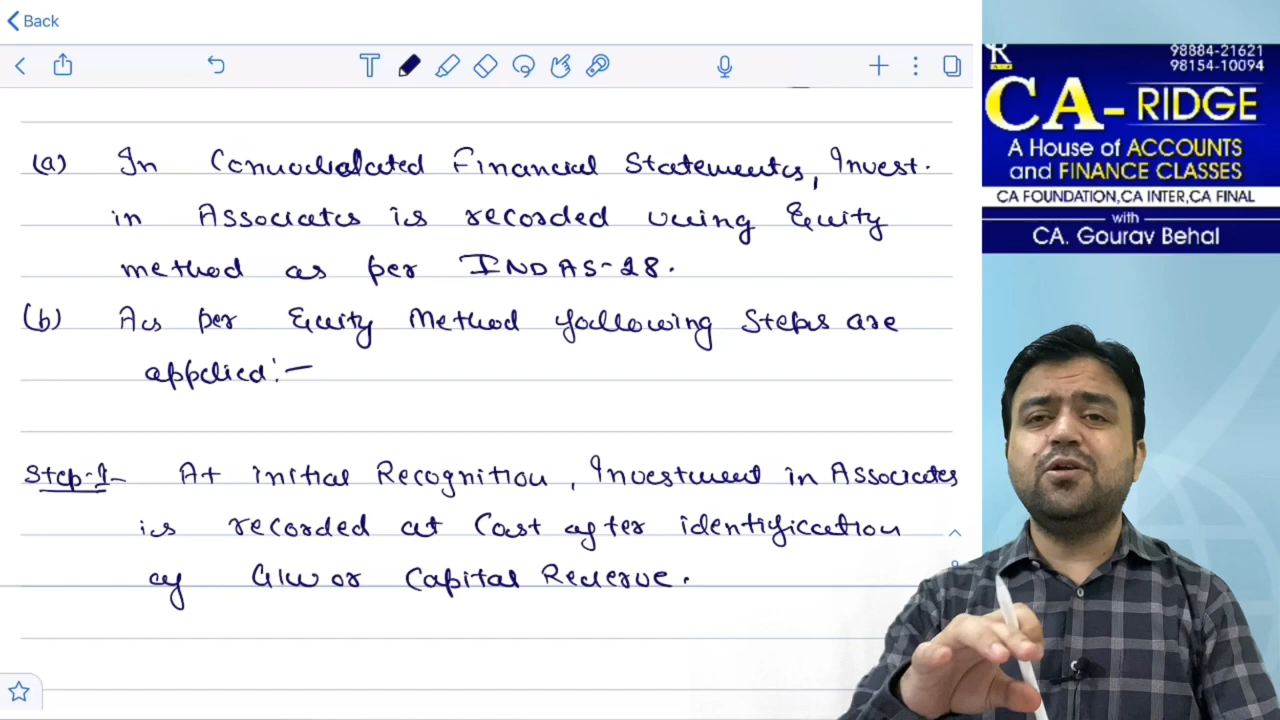 Back
(a) In Consolidated Financial Statements, Invest.
in Associates is recorded using Equity
method as per INDAS-28.
(b) As per Equity Method following Steps are
applied:-
Step-1- At initial Recognition, Investment in Associates
is recorded at Cost after identification
of G/W or Capital Reserve.
R
98884-21621
98154-10094
CA-RIDGE
A House of ACCOUNTS
and FINANCE CLASSES
CA FOUNDATION,CA INTER,CA FINAL
with
CA. Gourav Behal